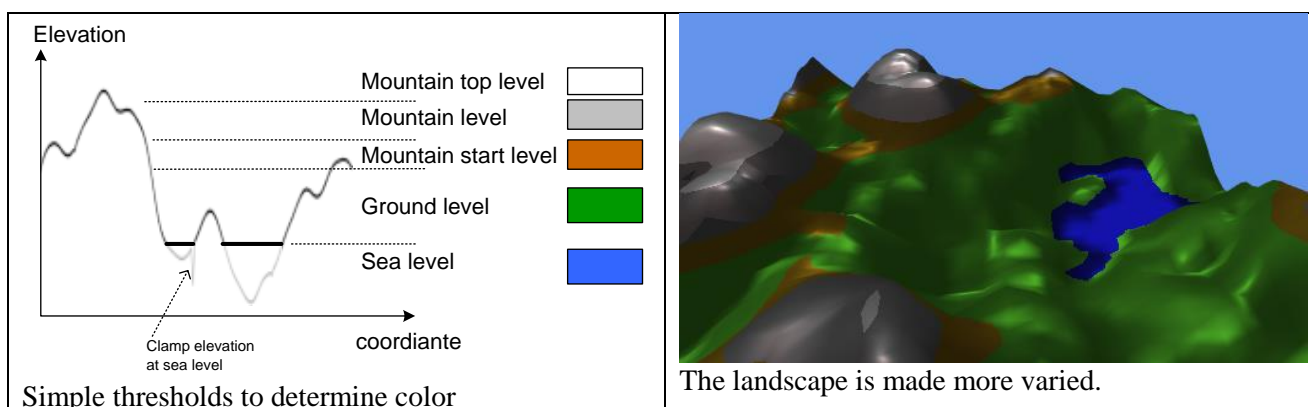 Elevation
Mountain top level
Mountain level
Mountain start level
Ground level
Sea level
Clamp elevation
at sea level
coordiante
Simple thresholds to determine color
The landscape is made more varied.